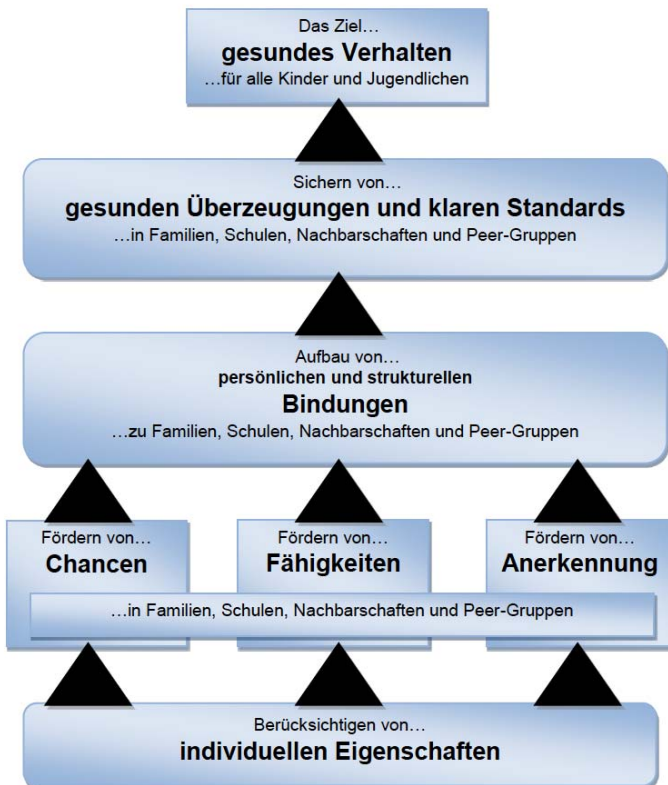 Das Ziel…
gesundes Verhalten
…für alle Kinder und Jugendlichen
Sichern von…
gesunden Überzeugungen und klaren Standards
…in Familien, Schulen, Nachbarschaften und Peer-Gruppen
Aufbau von…
persönlichen und strukturellen
Bindungen
…zu Familien, Schulen, Nachbarschaften und Peer-Gruppen
Fördern von…
Chancen
Fördern von…
Fähigkeiten
Fördern von…
Anerkennung
…in Familien, Schulen, Nachbarschaften und Peer-Gruppen
Berücksichtigen von…
individuellen Eigenschaften